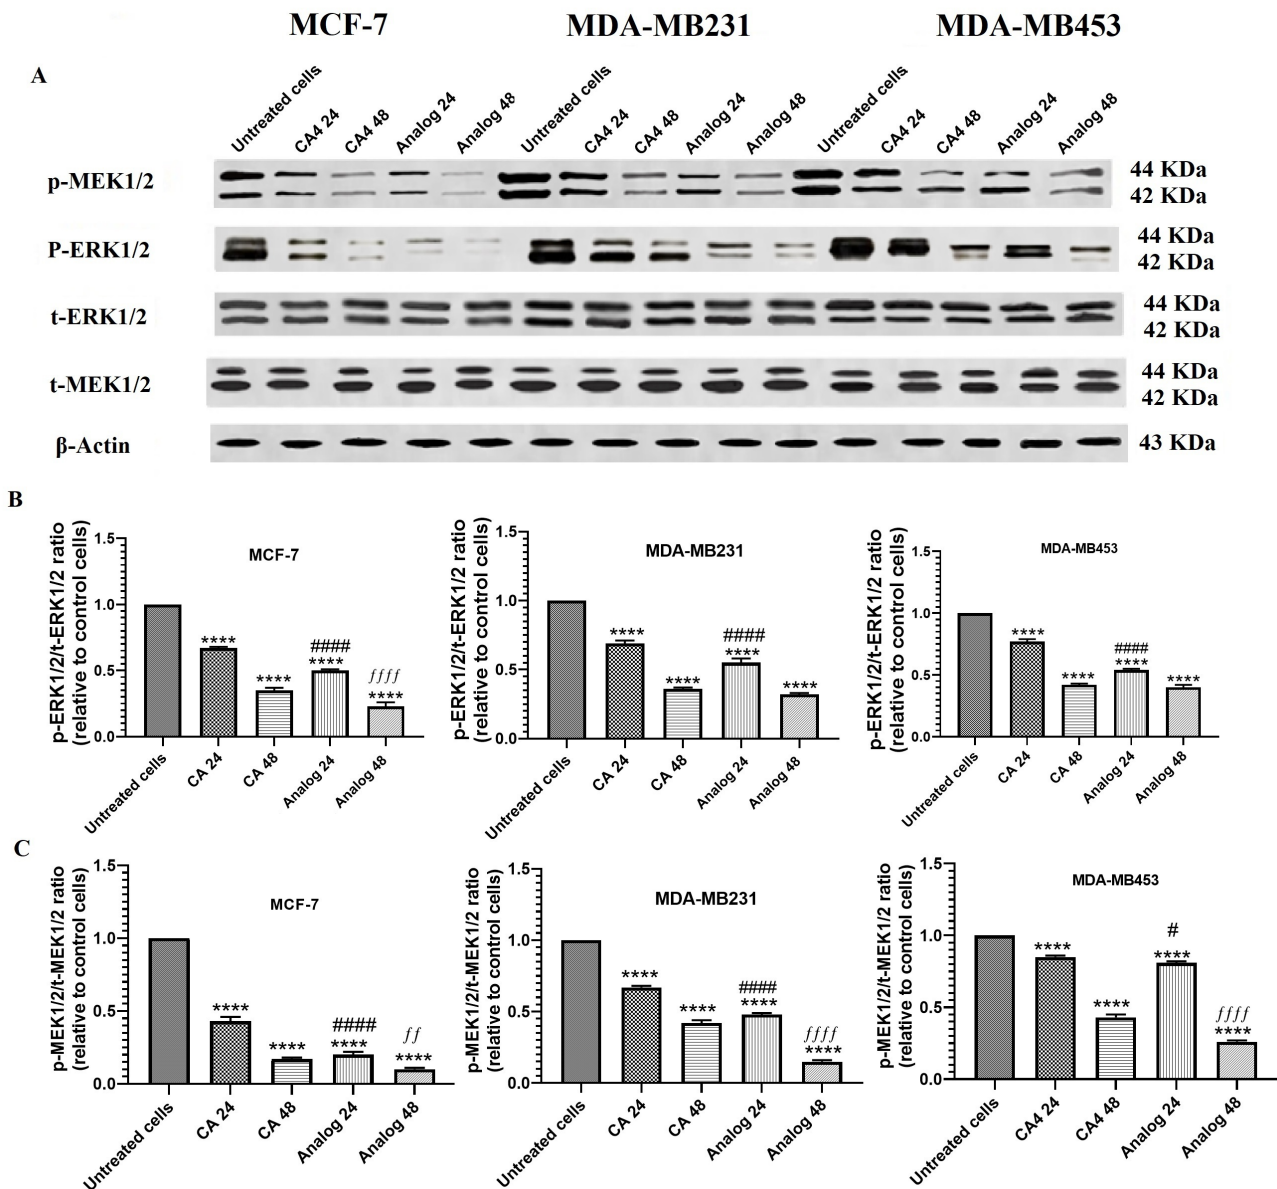 MCF-7 MDA-MB231 MDA-MB453
A
Untreated cells CA4 24 CA4 48 Analog 24 Analog 48 Untreated cells CA4 24 CA4 48 Analog 24 Analog 48 Untreated cells CA4 24 CA4 48 Analog 24 Analog 48
p-MEK1/2 44 KDa
42 KDa
P-ERK1/2 44 KDa
42 KDa
t-ERK1/2 44 KDa
42 KDa
t-MEK1/2 44 KDa
42 KDa
β-Actin 43 KDa
B
p-ERK1/2/t-ERK1/2 ratio
(relative to control cells)
1.5
1.0
0.5
0.0
MCF-7
****
****
####
****
ffff
****
Untreated cells
CA 24
CA 48
Analog 24
Analog 48
p-ERK1/2/t-ERK1/2 ratio
(relative to control cells)
1.5
1.0
0.5
0.0
MDA-MB231
****
****
####
****
****
Untreated cells
CA 24
CA 48
Analog 24
Analog 48
p-ERK1/2/t-ERK1/2 ratio
(relative to control cells)
1.5
1.0
0.5
0.0
MDA-MB453
****
****
####
****
****
Untreated cells
CA 24
CA 48
Analog 24
Analog 48
C
p-MEK1/2/t-MEK1/2 ratio
(relative to control cells)
1.5
1.0
0.5
0.0
MCF-7
****
****
####
****
ff
****
Untreated cells
CA 24
CA 48
Analog 24
Analog 48
p-MEK1/2/t-MEK1/2 ratio
(relative to control cells)
1.5
1.0
0.5
0.0
MDA-MB231
****
****
####
****
ffff
****
Untreated cells
CA 24
CA 48
Analog 24
Analog 48
p-MEK1/2/t-MEK1/2 ratio
(relative to control cells)
1.5
1.0
0.5
0.0
MDA-MB453
****
****
#
****
ffff
****
Untreated cells
CA4 24
CA4 48
Analog 24
Analog 48